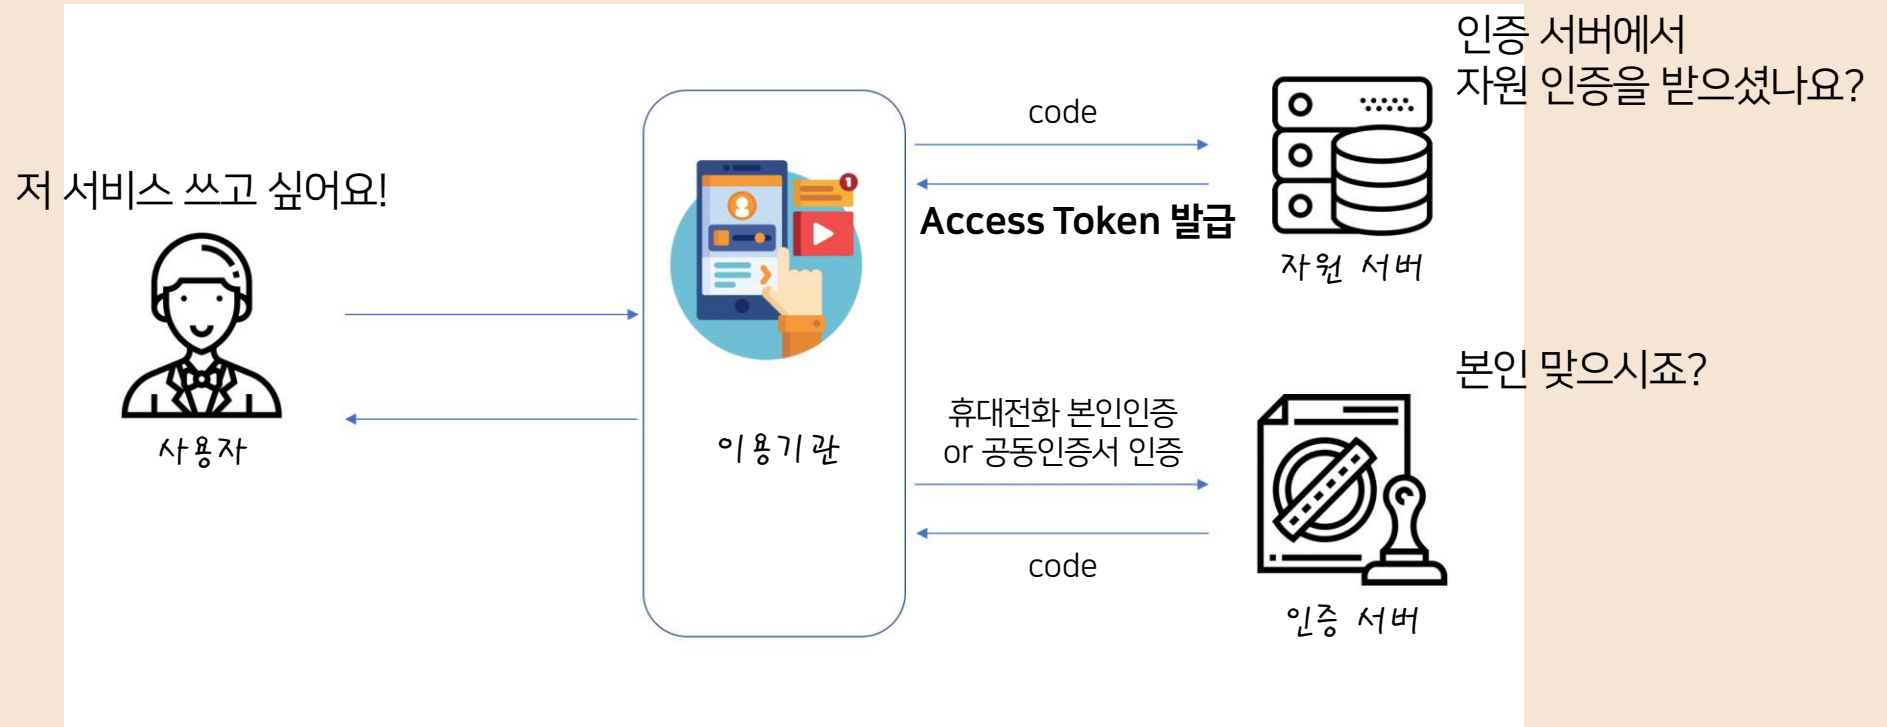 인증 서버에서
자원 인증을 받으셨나요?
code
저 서비스 쓰고 싶어요!
1
Access Token 발급
자원 서버
본인 맞으시죠?
휴대전화 본인인증
or 공동인증서 인증
사용자
이용기관
code
인증 서버